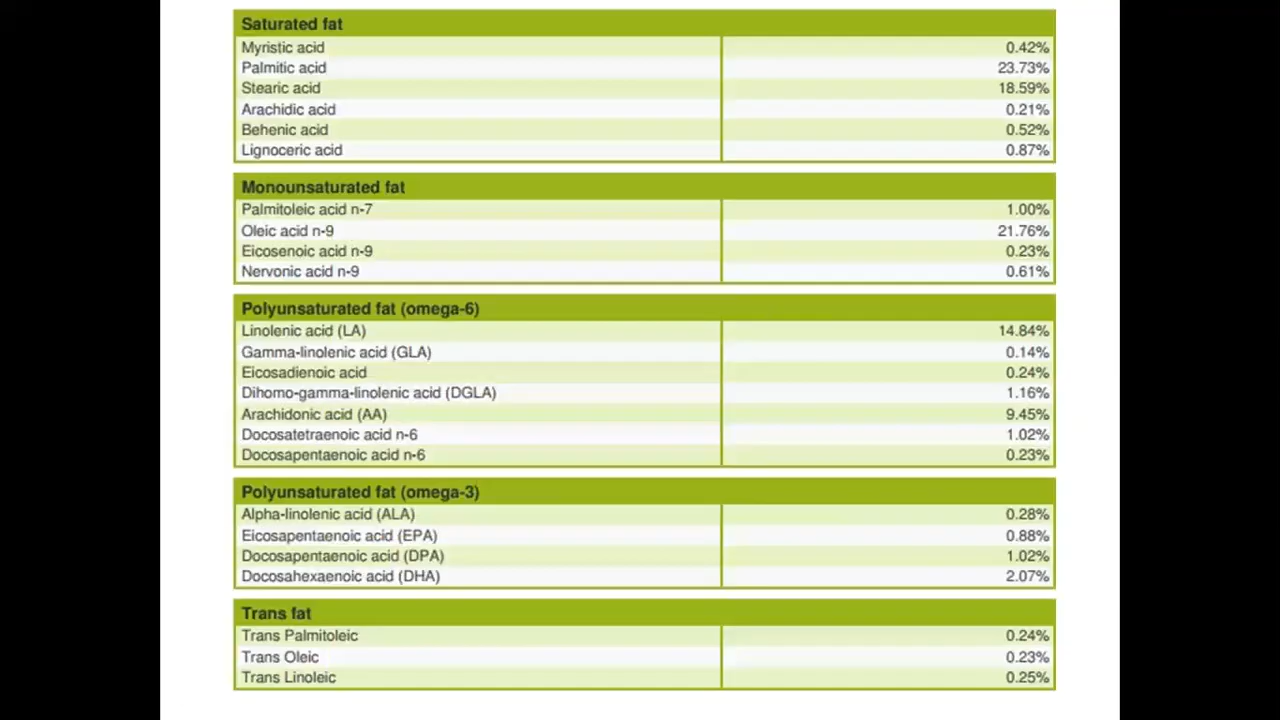 Saturated fat
Myristic acid 0.42%
Palmitic acid 23.73%
Stearic acid 18.59%
Arachidic acid 0.21%
Behenic acid 0.52%
Lignoceric acid 0.87%
Monounsaturated fat
Palmitoleic acid n-7 1.00%
Oleic acid n-9 21.76%
Eicosenoic acid n-9 0.23%
Nervonic acid n-9 0.61%
Polyunsaturated fat (omega-6)
Linolenic acid (LA) 14.84%
Gamma-linolenic acid (GLA) 0.14%
Eicosadienoic acid 0.24%
Dihomo-gamma-linolenic acid (DGLA) 1.16%
Arachidonic acid (AA) 9.45%
Docosatetraenoic acid n-6 1.02%
Docosapentaenoic acid n-6 0.23%
Polyunsaturated fat (omega-3)
Alpha-linolenic acid (ALA) 0.28%
Eicosapentaenoic acid (EPA) 0.88%
Docosapentaenoic acid (DPA) 1.02%
Docosahexaenoic acid (DHA) 2.07%
Trans fat
Trans Palmitoleic 0.24%
Trans Oleic 0.23%
Trans Linoleic 0.25%